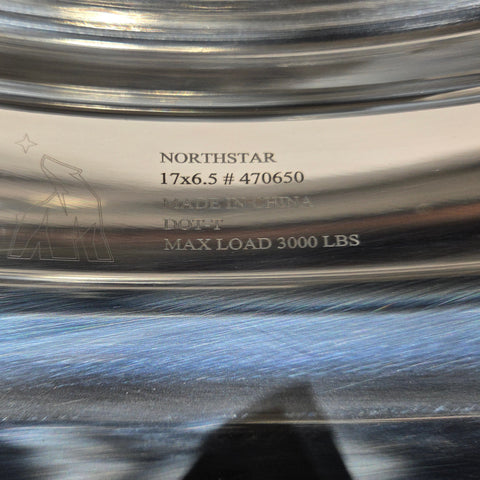 NORTHSTAR
17x6.5 # 470650
MADE IN CHINA
DOT-T
MAX LOAD 3000 LBS